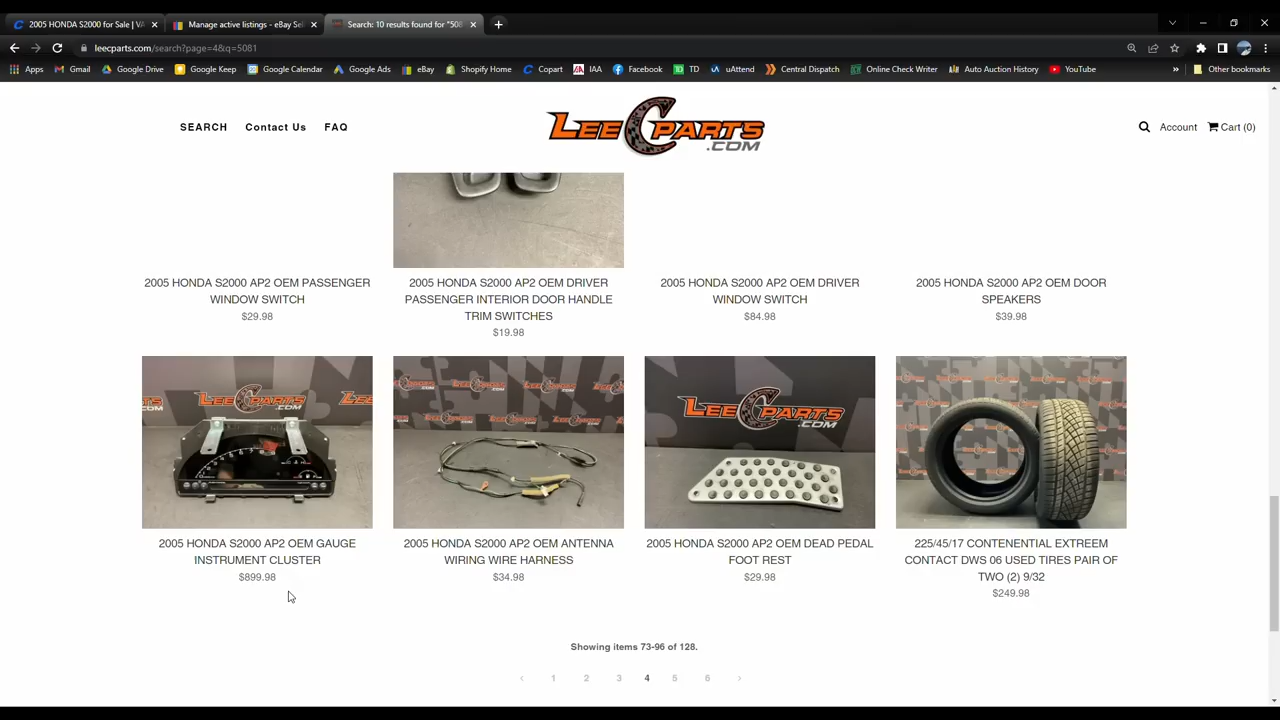 2005 HONDA S2000 for Sale | VA
Manage active listings - eBay Sel
Search: 10 results found for "508
leecparts.com/search?page=4&q=5081
Apps Gmail Google Drive Google Keep Google Calendar Google Ads eBay Shopify Home Copart IAA Facebook TD uAttend Central Dispatch Online Check Writer Auto Auction History YouTube » Other bookmarks
SEARCH Contact Us FAQ
LEE C PARTS
.COM
Account Cart (0)
2005 HONDA S2000 AP2 OEM PASSENGER
WINDOW SWITCH
$29.98
2005 HONDA S2000 AP2 OEM DRIVER
PASSENGER INTERIOR DOOR HANDLE
TRIM SWITCHES
$19.98
2005 HONDA S2000 AP2 OEM DRIVER
WINDOW SWITCH
$84.98
2005 HONDA S2000 AP2 OEM DOOR
SPEAKERS
$39.98
LEE C PARTS
.COM
LEE C PARTS
.COM
2005 HONDA S2000 AP2 OEM GAUGE
INSTRUMENT CLUSTER
$899.98
2005 HONDA S2000 AP2 OEM ANTENNA
WIRING WIRE HARNESS
$34.98
2005 HONDA S2000 AP2 OEM DEAD PEDAL
FOOT REST
$29.98
225/45/17 CONTENENTIAL EXTREEM
CONTACT DWS 06 USED TIRES PAIR OF
TWO (2) 9/32
$249.98
Showing items 73-96 of 128.
‹ 1 2 3 4 5 6 ›